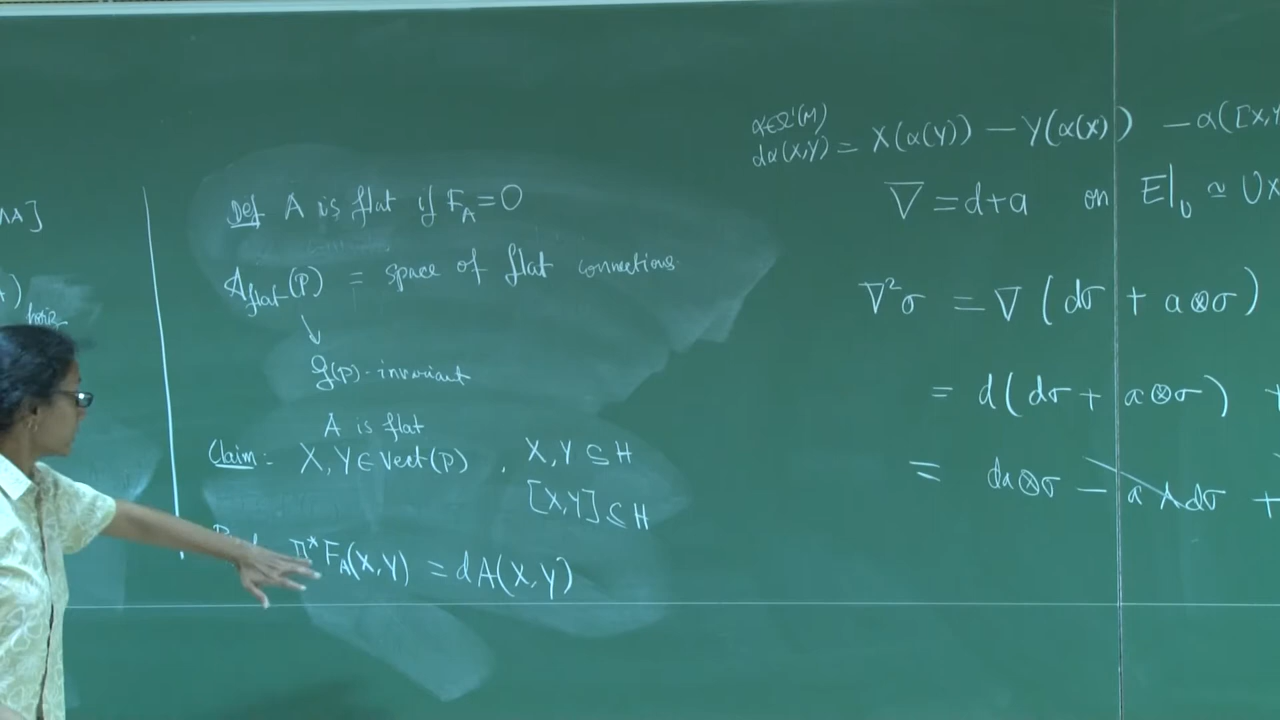 ∧A]
A)
horiz
Def A is flat if F_A = 0
A_flat(P) = space of flat connections.
↓
G(P)-invariant
A is flat
Claim: X, Y ∈ Vect(P), X, Y ⊆ H
[X,Y] ⊆ H
π*F_A(X,Y) = dA(X,Y)
α∈Ω¹(M)
dα(X,Y) = X(α(Y)) – Y(α(X)) – α([X,Y
∇ = d+a on E|_U ≃ U×
∇²σ = ∇(dσ + a⊗σ)
= d(dσ + a⊗σ) +
= da⊗σ – a∧dσ +